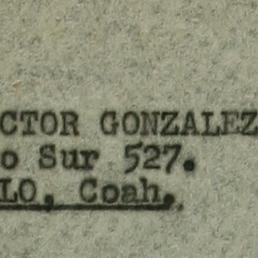 CTOR GONZALEZ
o Sur 527.
LO, Coah.